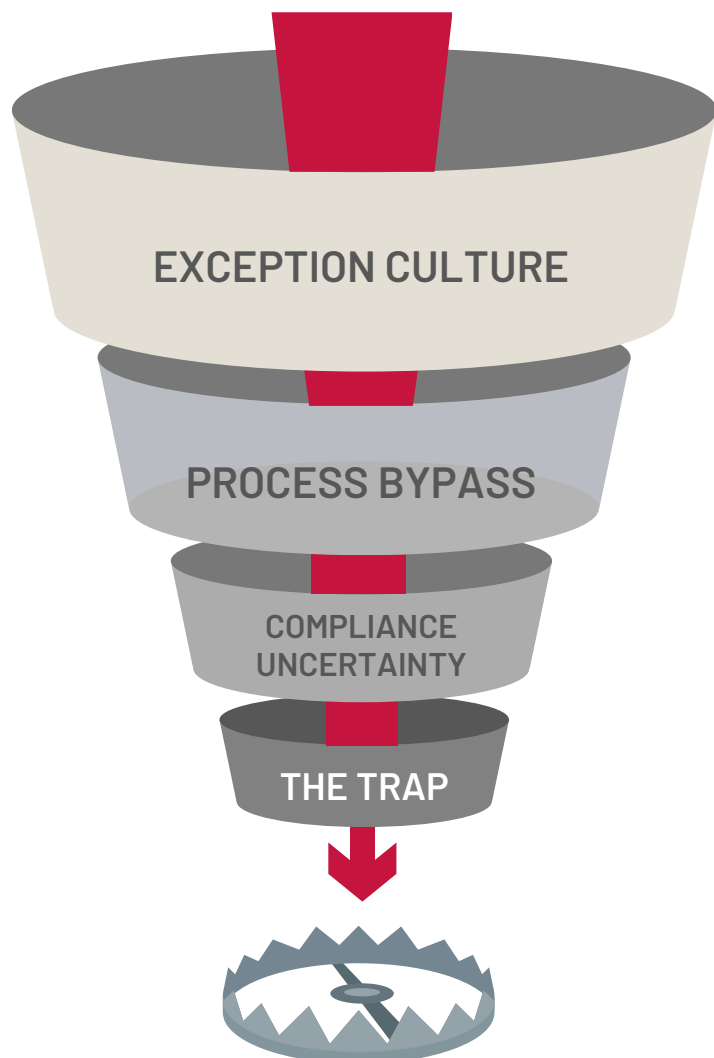 EXCEPTION CULTURE
PROCESS BYPASS
COMPLIANCE
UNCERTAINTY
THE TRAP